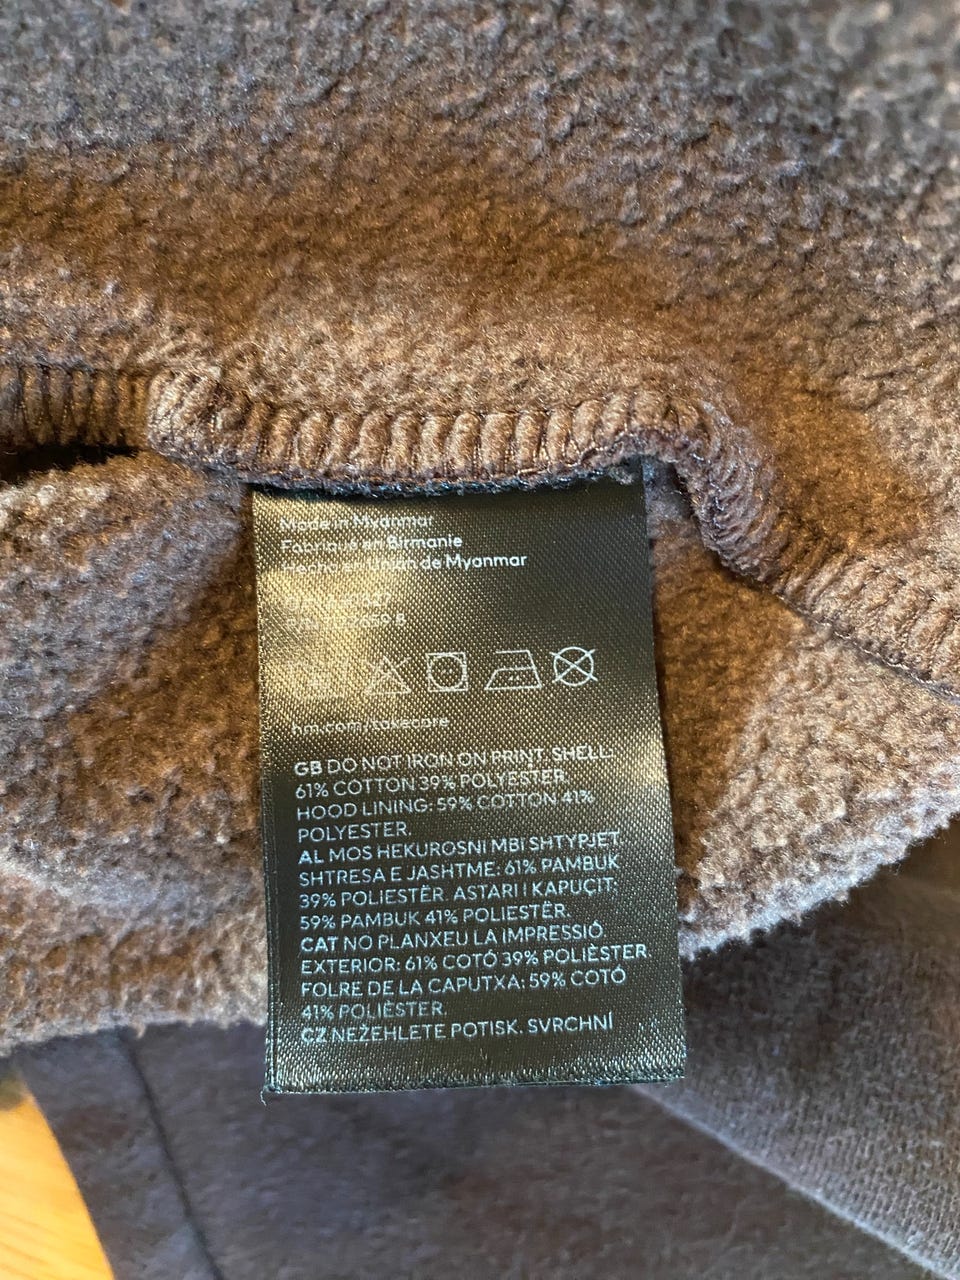 Made in Myanmar
Fabriqué en Birmanie
Hecho en Unión de Myanmar
hm.com/takecare
GB DO NOT IRON ON PRINT. SHELL:
61% COTTON 39% POLYESTER.
HOOD LINING: 59% COTTON 41%
POLYESTER.
AL MOS HEKUROSNI MBI SHTYPJET
SHTRESA E JASHTME: 61% PAMBUK
39% POLIESTËR. ASTARI I KAPUÇIT:
59% PAMBUK 41% POLIESTËR.
CAT NO PLANXEU LA IMPRESSIÓ.
EXTERIOR: 61% COTÓ 39% POLIÈSTER
FOLRE DE LA CAPUTXA: 59% COTÓ
41% POLIÈSTER.
CZ NEŽEHLETE POTISK. SVRCHNÍ